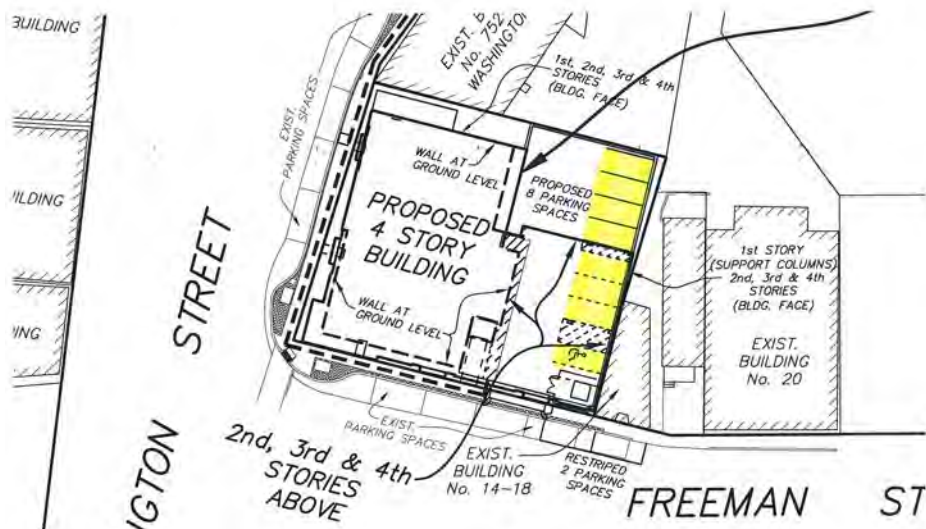 BUILDING
EXIST.
No. 752
WASHINGTON
1st, 2nd, 3rd & 4th
STORIES
(BLDG. FACE)
EXIST.
PARKING SPACES
WALL AT
GROUND LEVEL
PROPOSED
8 PARKING
SPACES
ILDING
PROPOSED
4 STORY
BUILDING
1st STORY
(SUPPORT COLUMNS)
2nd, 3rd & 4th
STORIES
(BLDG. FACE)
STREET
WALL AT
GROUND LEVEL
ING
EXIST.
BUILDING
No. 20
EXIST.
PARKING SPACES
2nd, 3rd & 4th
STORIES
ABOVE
EXIST.
BUILDING
No. 14-18
RESTRIPED
2 PARKING
SPACES
NGTON
FREEMAN ST